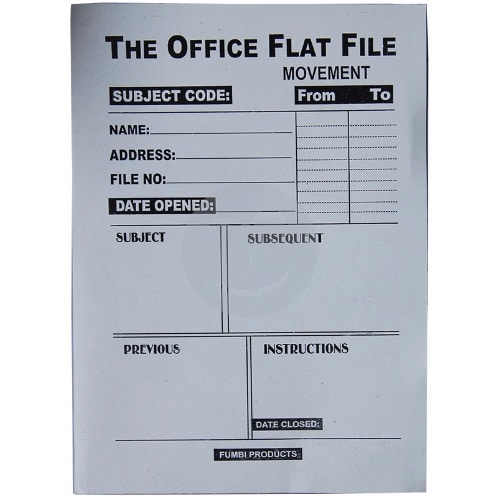 THE OFFICE FLAT FILE
MOVEMENT
SUBJECT CODE:
From To
NAME:
ADDRESS:
FILE NO:
DATE OPENED:
SUBJECT
SUBSEQUENT
PREVIOUS
INSTRUCTIONS
DATE CLOSED:
FUMBI PRODUCTS